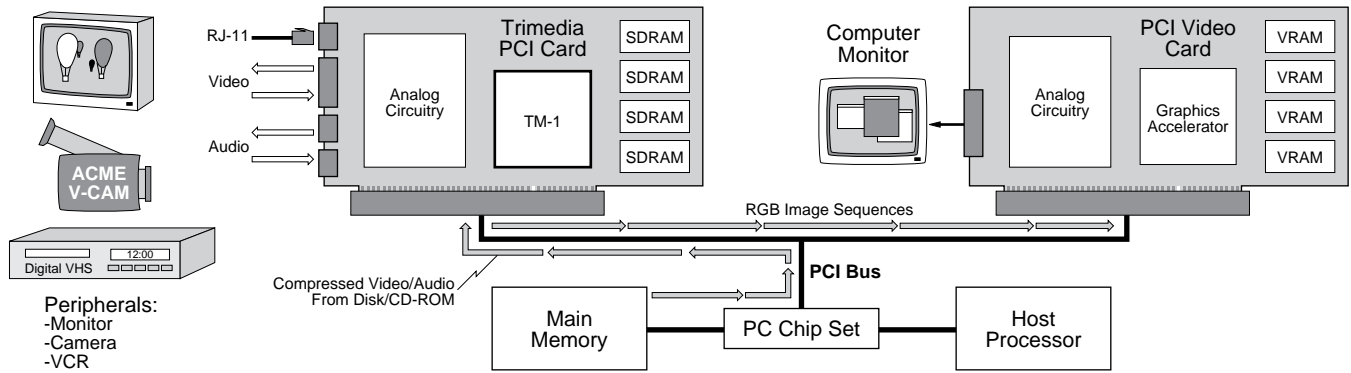 RJ-11
Video
Audio
Analog
Circuitry
Trimedia
PCI Card
TM-1
SDRAM
SDRAM
SDRAM
SDRAM
Computer
Monitor
PCI Video
Card
Analog
Circuitry
Graphics
Accelerator
VRAM
VRAM
VRAM
VRAM
ACME
V-CAM
12:00
Digital VHS
Peripherals:
-Monitor
-Camera
-VCR
RGB Image Sequences
Compressed Video/Audio
From Disk/CD-ROM
PCI Bus
Main
Memory
PC Chip Set
Host
Processor